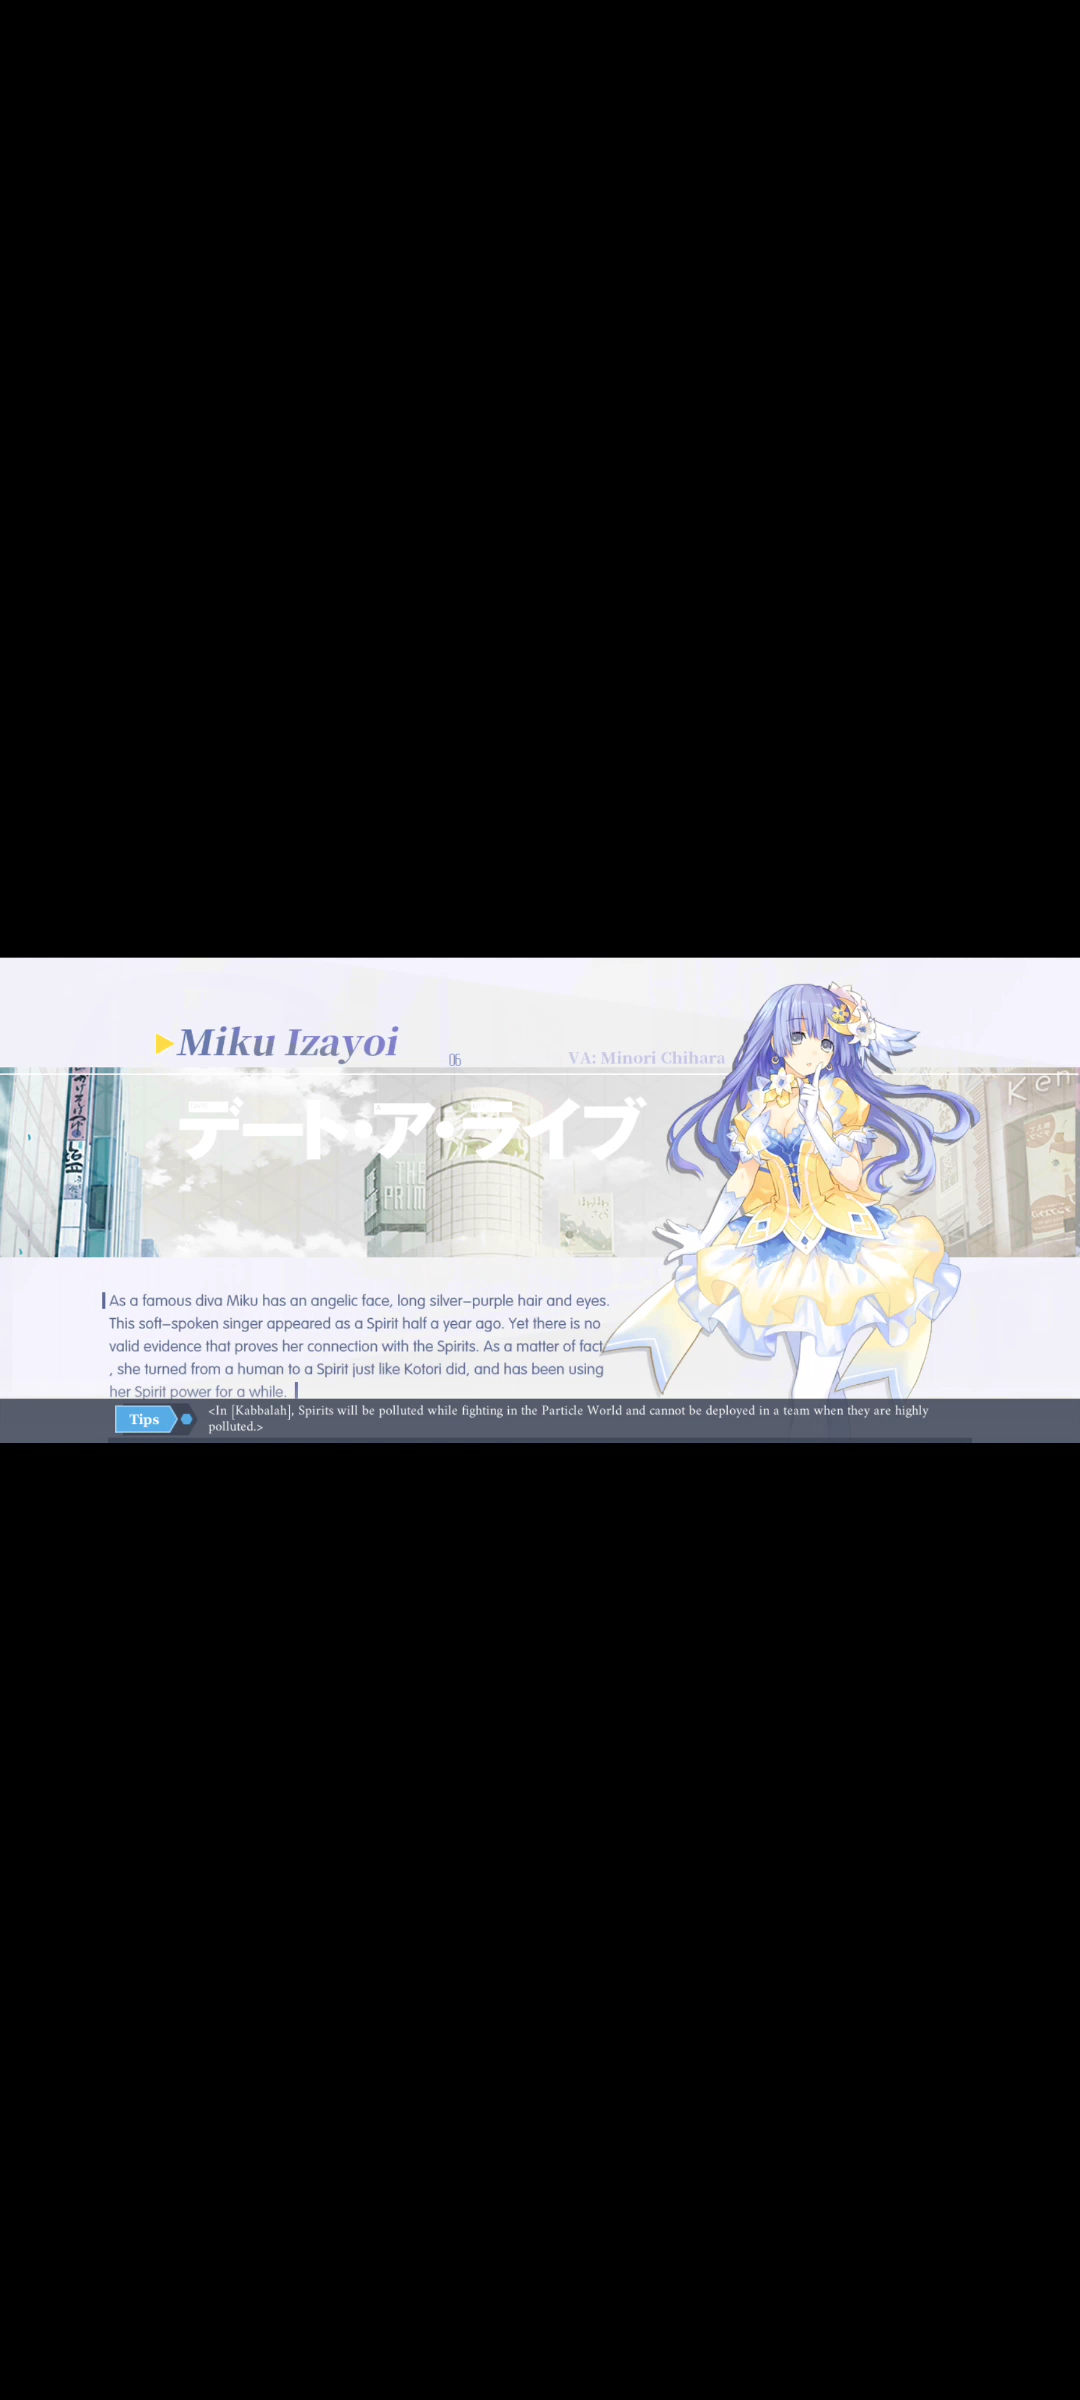 Miku Izayoi
06
VA: Minori Chihara
デート・ア・ライブ
Ken
THE
PRIM
As a famous diva Miku has an angelic face, long silver-purple hair and eyes.
This soft-spoken singer appeared as a Spirit half a year ago. Yet there is no
valid evidence that proves her connection with the Spirits. As a matter of fact
, she turned from a human to a Spirit just like Kotori did, and has been using
her Spirit power for a while.
Tips
<In [Kabbalah], Spirits will be polluted while fighting in the Particle World and cannot be deployed in a team when they are highly
polluted.>